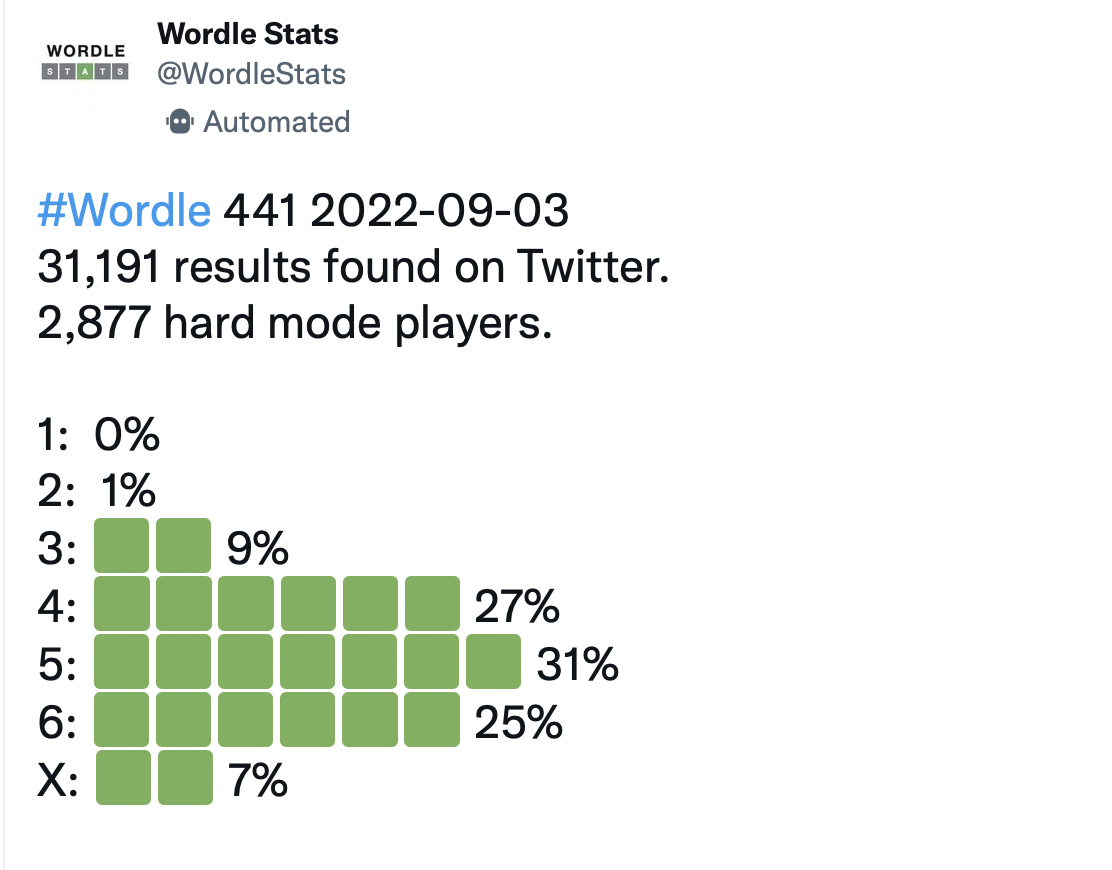 WORDLE
STATS
Wordle Stats
@WordleStats
Automated
#Wordle 441 2022-09-03
31,191 results found on Twitter.
2,877 hard mode players.
1: 0%
2: 1%
3: 9%
4: 27%
5: 31%
6: 25%
X: 7%